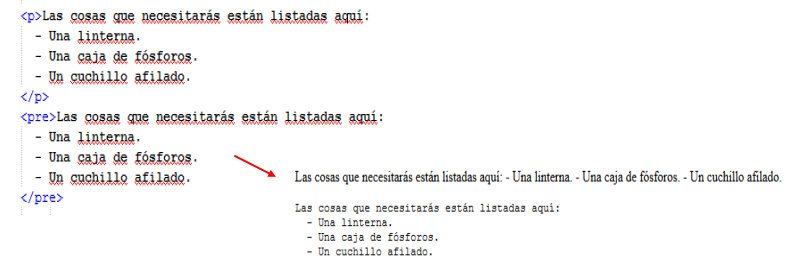 <p>Las cosas que necesitarás están listadas aquí:
- Una linterna.
- Una caja de fósforos.
- Un cuchillo afilado.
</p>
<pre>Las cosas que necesitarás están listadas aquí:
- Una linterna.
- Una caja de fósforos.
- Un cuchillo afilado.
</pre>
Las cosas que necesitarás están listadas aquí: - Una linterna. - Una caja de fósforos. - Un cuchillo afilado.
Las cosas que necesitarás están listadas aquí:
- Una linterna.
- Una caja de fósforos.
- Un cuchillo afilado.